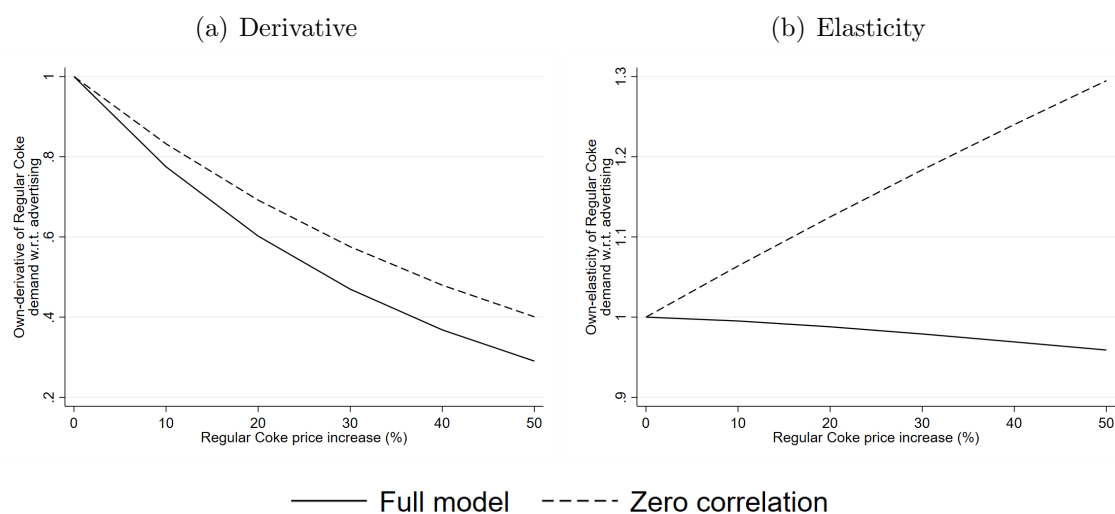 (a) Derivative
Own-derivative of Regular Coke
demand w.r.t. advertising
1
.8
.6
.4
.2
0 10 20 30 40 50
Regular Coke price increase (%)
(b) Elasticity
Own-elasticity of Regular Coke
demand w.r.t. advertising
1.3
1.2
1.1
1
.9
0 10 20 30 40 50
Regular Coke price increase (%)
Full model Zero correlation